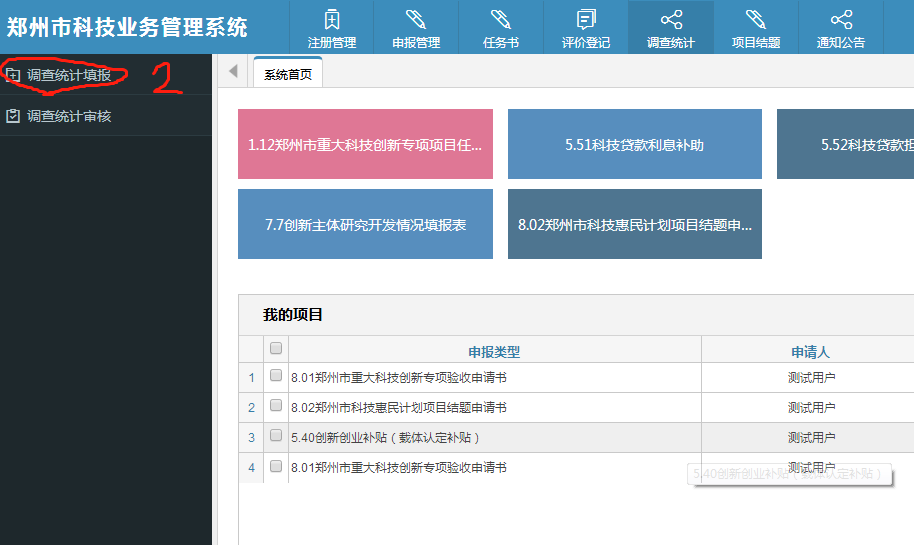 郑州市科技业务管理系统
注册管理 申报管理 任务书 评价登记 调查统计 项目结题 通知公告
调查统计填报 2
调查统计审核
系统首页
1.12郑州市重大科技创新专项项目任... 5.51科技贷款利息补助 5.52科技贷款担
7.7创新主体研究开发情况填报表 8.02郑州市科技惠民计划项目结题申...
我的项目
申报类型 申请人
1 8.01郑州市重大科技创新专项验收申请书 测试用户
2 8.02郑州市科技惠民计划项目结题申请书 测试用户
3 5.40创新创业补贴（载体认定补贴） 测试用户
4 8.01郑州市重大科技创新专项验收申请书 测试用户
5.40创新创业补贴（载体认定补贴）